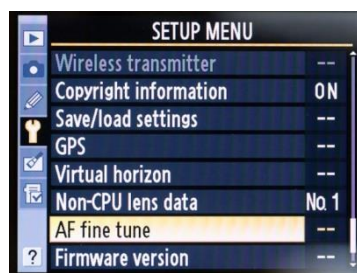 SETUP MENU
Wireless transmitter --
Copyright information ON
Save/load settings --
GPS --
Virtual horizon --
Non-CPU lens data No. 1
AF fine tune --
? Firmware version --